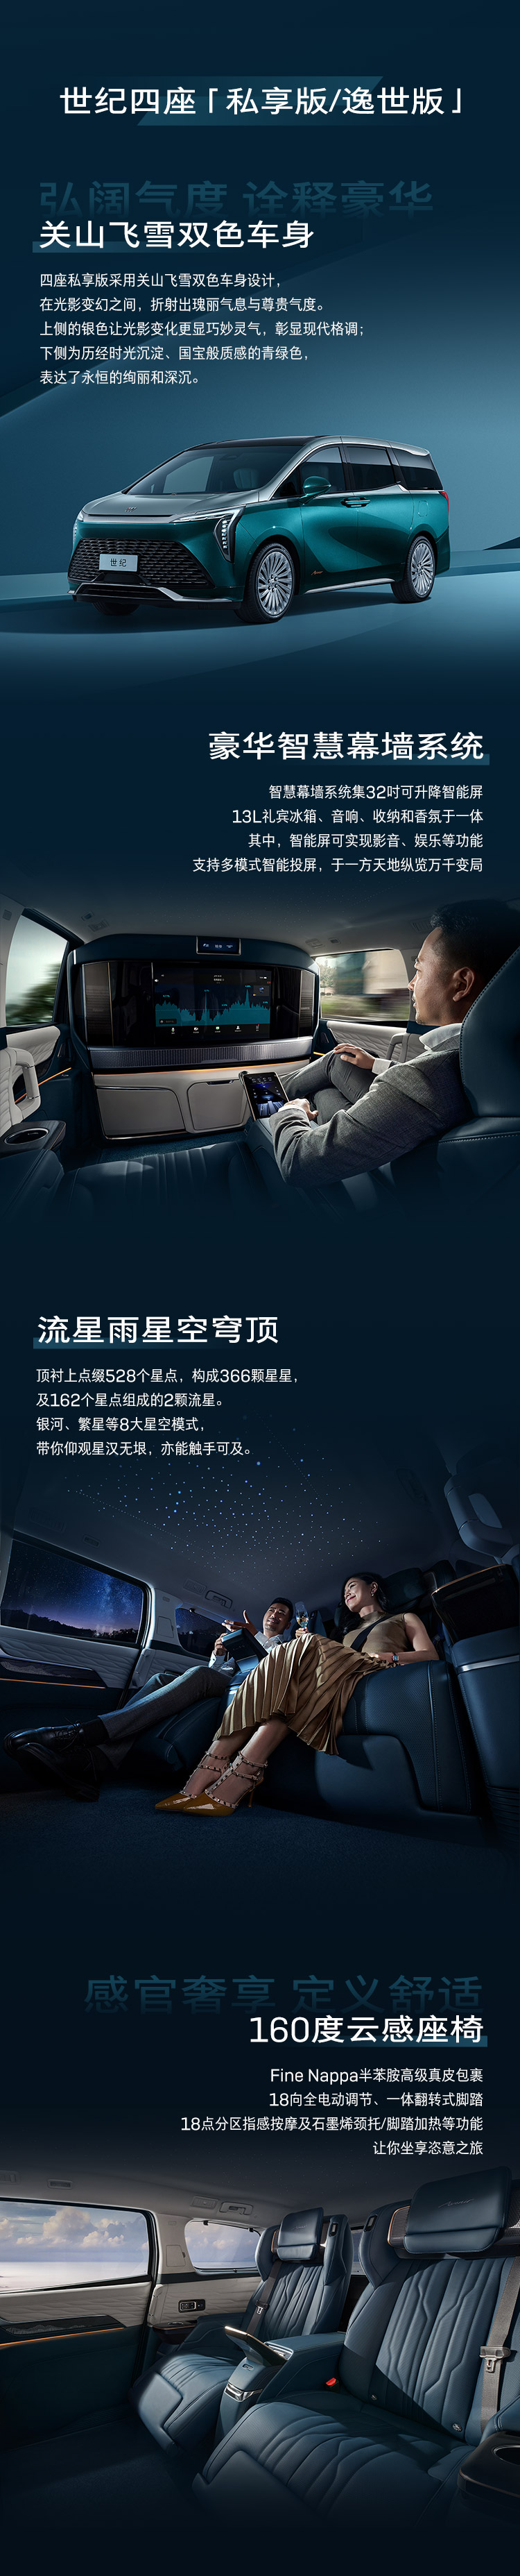 世纪四座「私享版/逸世版」
弘阔气度 诠释豪华
关山飞雪双色车身
四座私享版采用关山飞雪双色车身设计，
在光影变幻之间，折射出瑰丽气息与尊贵气度。
上侧的银色让光影变化更显巧妙灵气，彰显现代格调；
下侧为历经时光沉淀、国宝般质感的青绿色，
表达了永恒的绚丽和深沉。
世纪
豪华智慧幕墙系统
智慧幕墙系统集32吋可升降智能屏
13L礼宾冰箱、音响、收纳和香氛于一体
其中，智能屏可实现影音、娱乐等功能
支持多模式智能投屏，于一方天地纵览万千变局
流星雨星空穹顶
顶衬上点缀528个星点，构成366颗星星，
及162个星点组成的2颗流星。
银河、繁星等8大星空模式，
带你仰观星汉无垠，亦能触手可及。
感官奢享 定义舒适
160度云感座椅
Fine Nappa半苯胺高级真皮包裹
18向全电动调节、一体翻转式脚踏
18点分区指感按摩及石墨烯颈托/脚踏加热等功能
让你坐享恣意之旅